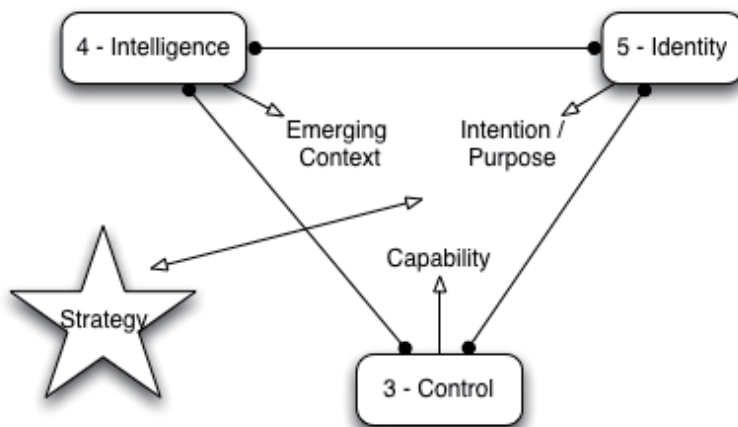 4 - Intelligence
5 - Identity
Emerging
Context
Intention /
Purpose
Capability
Strategy
3 - Control